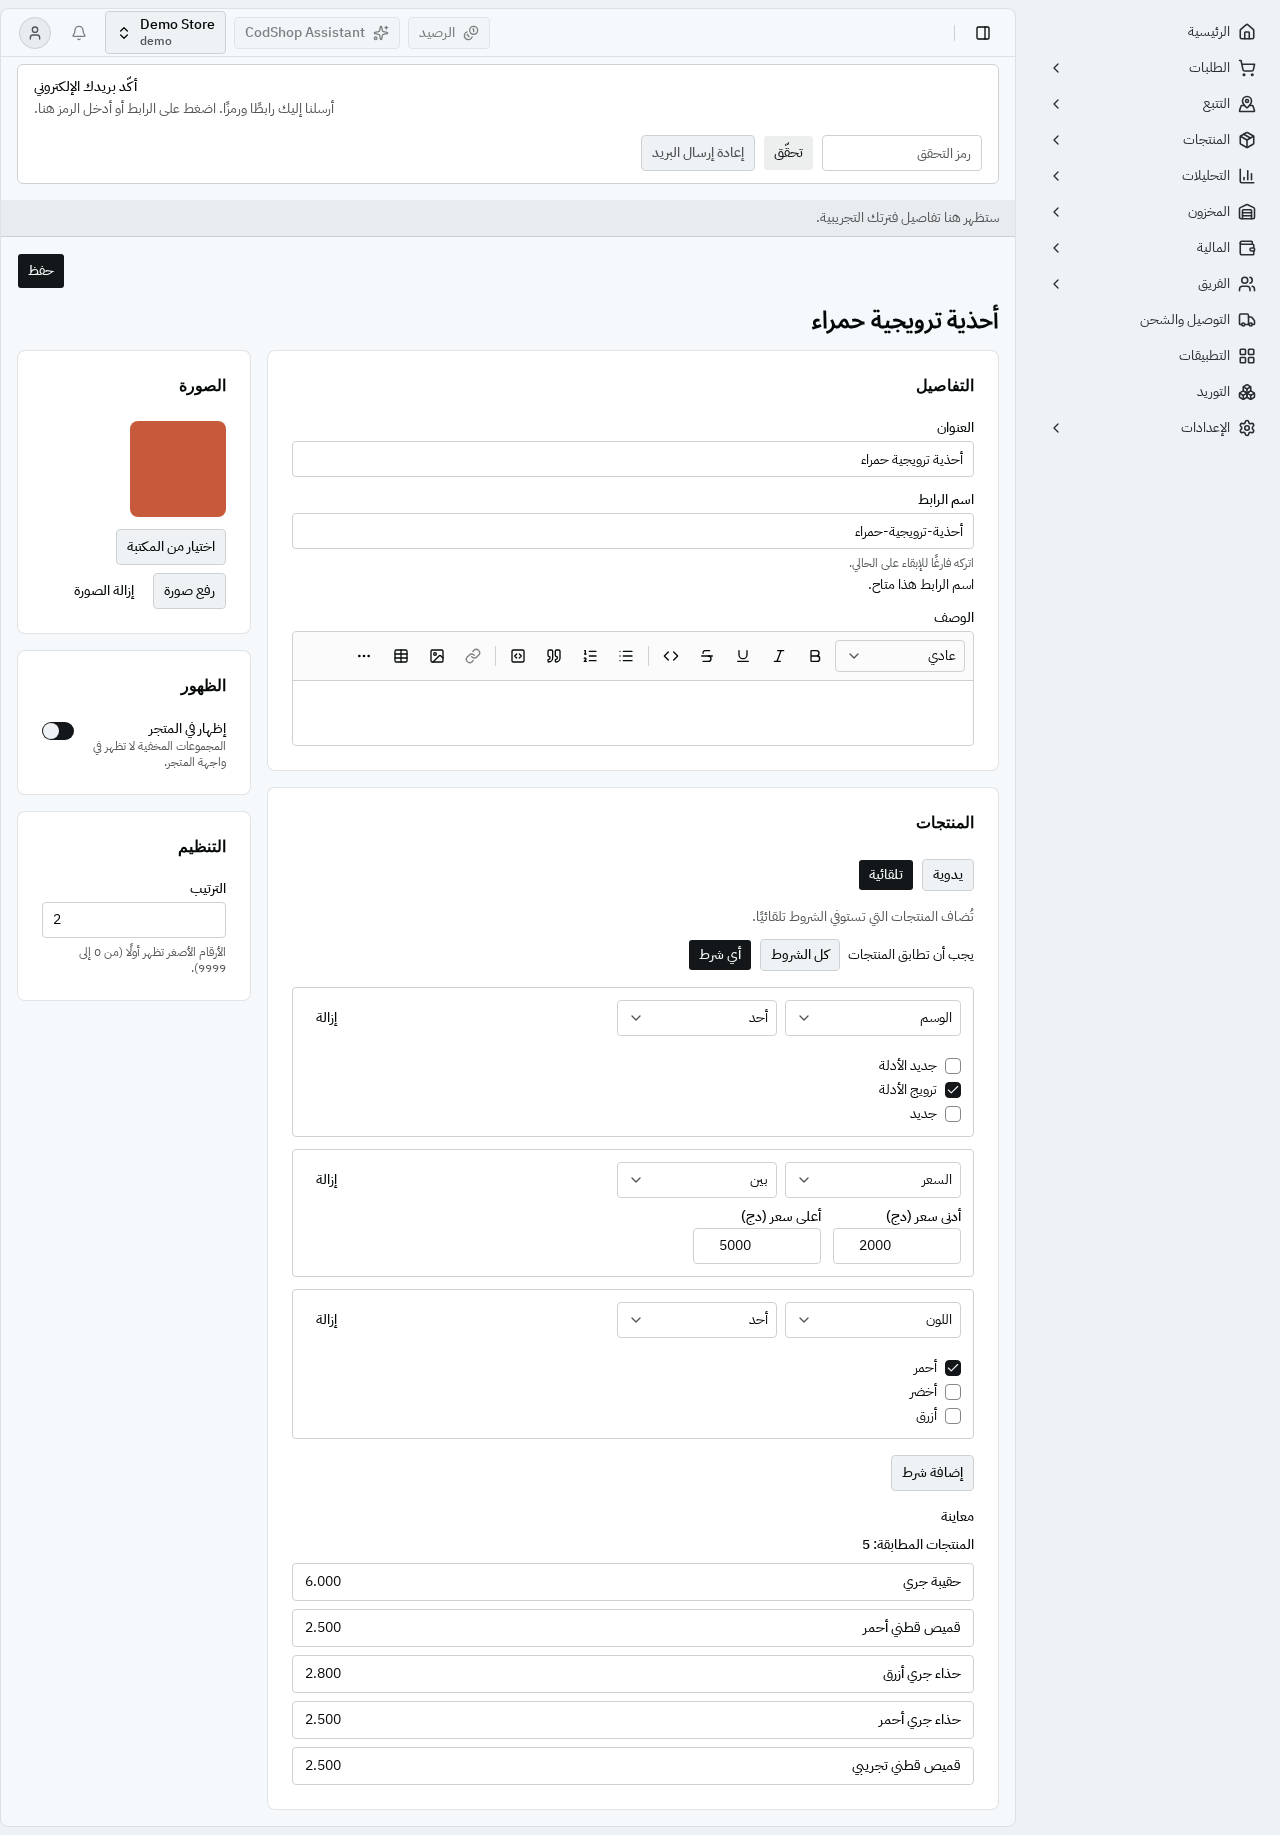 الرئيسية
الطلبات
التتبع
المنتجات
التحليلات
المخزون
المالية
الفريق
التوصيل والشحن
التطبيقات
التوريد
الإعدادات
الرصيد
CodShop Assistant
Demo Store
demo
أكّد بريدك الإلكتروني
أرسلنا إليك رابطًا ورمزًا. اضغط على الرابط أو أدخل الرمز هنا.
رمز التحقق
تحقّق
إعادة إرسال البريد
ستظهر هنا تفاصيل فترتك التجريبية.
حفظ
أحذية ترويجية حمراء
التفاصيل
العنوان
أحذية ترويجية حمراء
اسم الرابط
أحذية-ترويجية-حمراء
اتركه فارغًا للإبقاء على الحالي.
اسم الرابط هذا متاح.
الوصف
عادي
المنتجات
يدوية
تلقائية
تُضاف المنتجات التي تستوفي الشروط تلقائيًا.
يجب أن تطابق المنتجات
كل الشروط
أي شرط
الوسم
أحد
إزالة
جديد الأدلة
ترويج الأدلة
جديد
السعر
بين
إزالة
أدنى سعر (دج)
أعلى سعر (دج)
2000
5000
اللون
أحد
إزالة
أحمر
أخضر
أزرق
إضافة شرط
معاينة
المنتجات المطابقة: 5
حقيبة جري 6.000
قميص قطني أحمر 2.500
حذاء جري أزرق 2.800
حذاء جري أحمر 2.500
قميص قطني تجريبي 2.500
الصورة
اختيار من المكتبة
رفع صورة
إزالة الصورة
الظهور
إظهار في المتجر
المجموعات المخفية لا تظهر في
واجهة المتجر.
التنظيم
الترتيب
2
الأرقام الأصغر تظهر أولًا (من 0 إلى
9999).